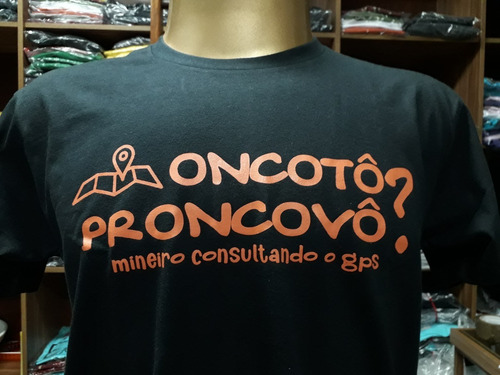 ONCOTÔ
PRONCOVÔ?
mineiro consultando o gps